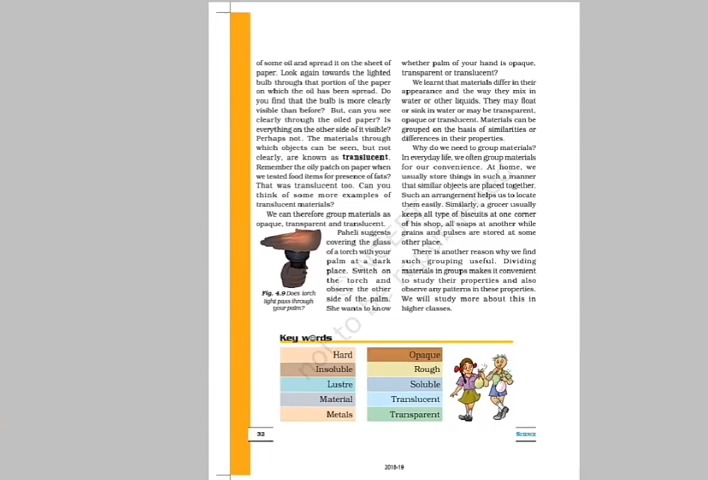 of some oil and spread it on the sheet of
paper. Look again towards the lighted
bulb through that portion of the paper
on which the oil has been spread. Do
you find that the bulb is more clearly
visible than before? But, can you see
clearly through the oiled paper? Is
everything on the other side of it visible?
Perhaps not. The materials through
which objects can be seen, but not
clearly, are known as translucent.
Remember the oily patch on paper when
we tested food items for presence of fats?
That was translucent too. Can you
think of some more examples of
translucent materials?
We can therefore group materials as
opaque, transparent and translucent.
Paheli suggests
covering the glass
of a torch with your
palm at a dark
place. Switch on
the torch and
observe the other
side of the palm.
She wants to know
Fig. 4.9 Does torch
light pass through
your palm?
whether palm of your hand is opaque,
transparent or translucent?
We learnt that materials differ in their
appearance and the way they mix in
water or other liquids. They may float
or sink in water or may be transparent,
opaque or translucent. Materials can be
grouped on the basis of similarities or
differences in their properties.
Why do we need to group materials?
In everyday life, we often group materials
for our convenience. At home, we
usually store things in such a manner
that similar objects are placed together.
Such an arrangement helps us to locate
them easily. Similarly, a grocer usually
keeps all type of biscuits at one corner
of his shop, all soaps at another while
grains and pulses are stored at some
other place.
There is another reason why we find
such grouping useful. Dividing
materials in groups makes it convenient
to study their properties and also
observe any patterns in these properties.
We will study more about this in
higher classes.
Key words
Hard
Insoluble
Lustre
Material
Metals
Opaque
Rough
Soluble
Translucent
Transparent
32
SCIENCE
2018-19